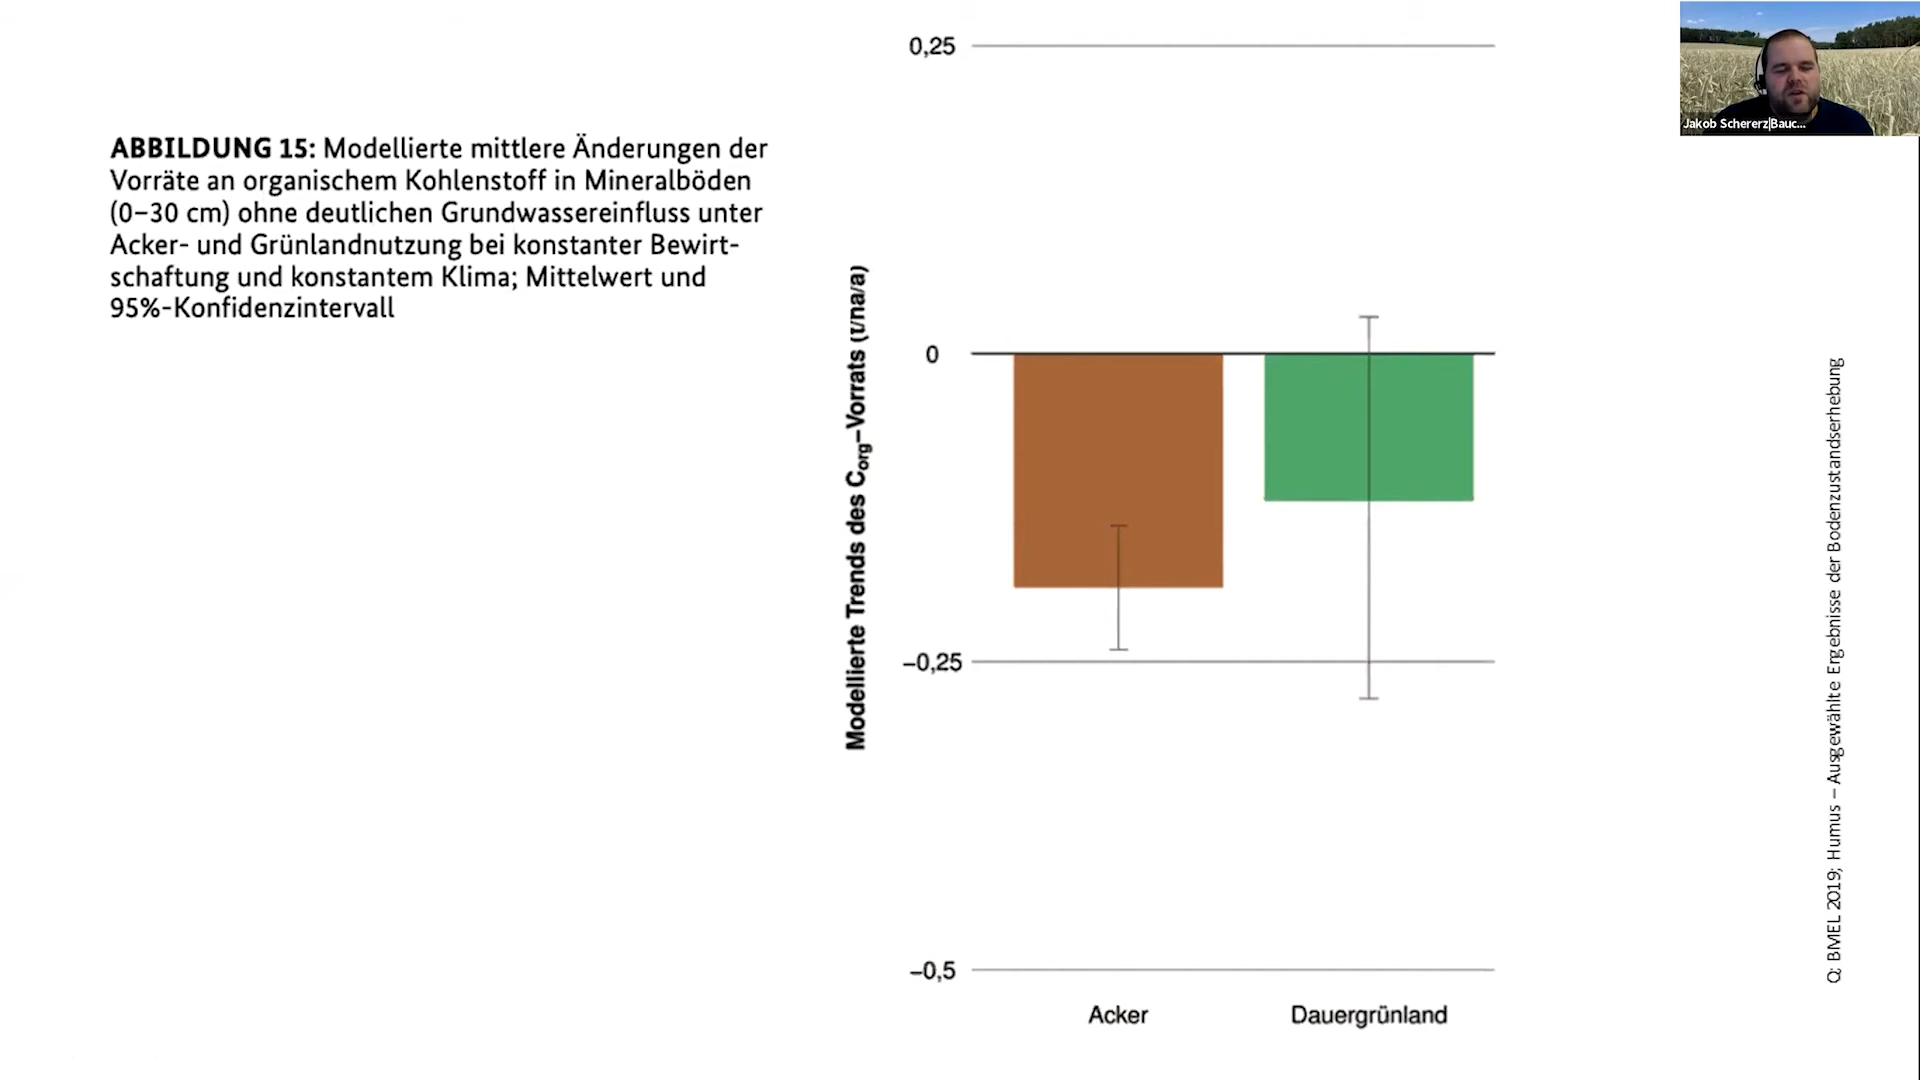 ABBILDUNG 15: Modellierte mittlere Änderungen der
Vorräte an organischem Kohlenstoff in Mineralböden
(0–30 cm) ohne deutlichen Grundwassereinfluss unter
Acker- und Grünlandnutzung bei konstanter Bewirt-
schaftung und konstantem Klima; Mittelwert und
95%-Konfidenzintervall
Modellierte Trends des Corg–Vorrats (t/ha/a)
0,25
0
–0,25
–0,5
Acker
Dauergrünland
Q: BMEL 2019; Humus – Ausgewählte Ergebnisse der Bodenzustandserhebung
Jakob Schererz|Bauc...